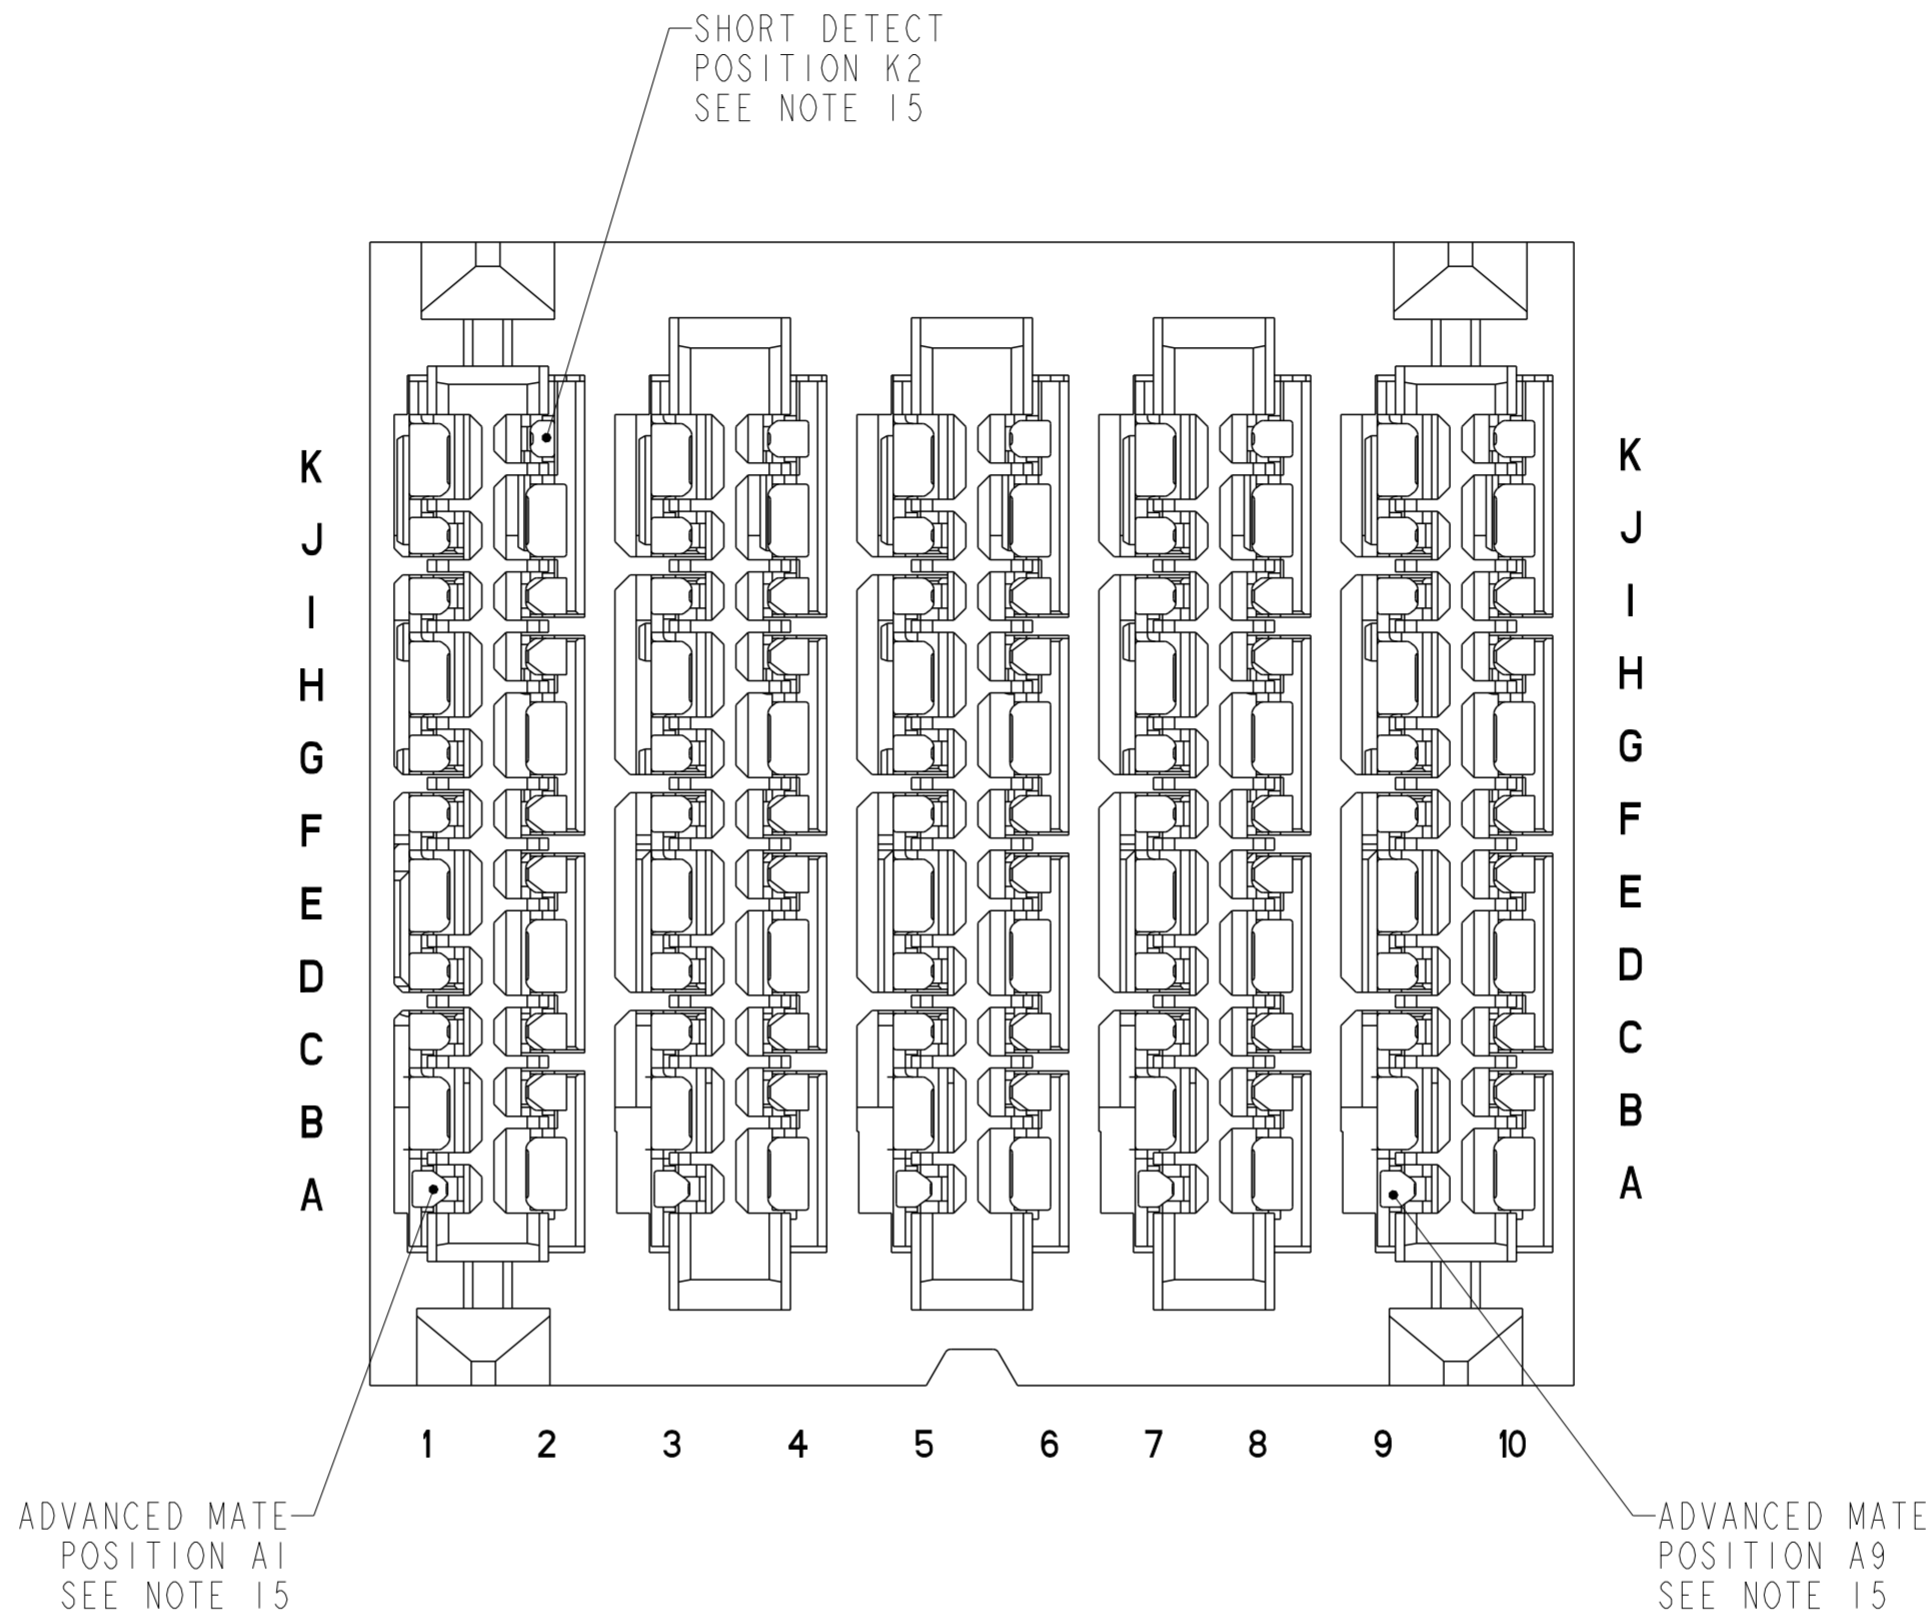 SHORT DETECT
POSITION K2
SEE NOTE 15
K K
J J
I I
H H
G G
F F
E E
D D
C C
B B
A A
1 2 3 4 5 6 7 8 9 10
ADVANCED MATE
POSITION A1
SEE NOTE 15
ADVANCED MATE
POSITION A9
SEE NOTE 15